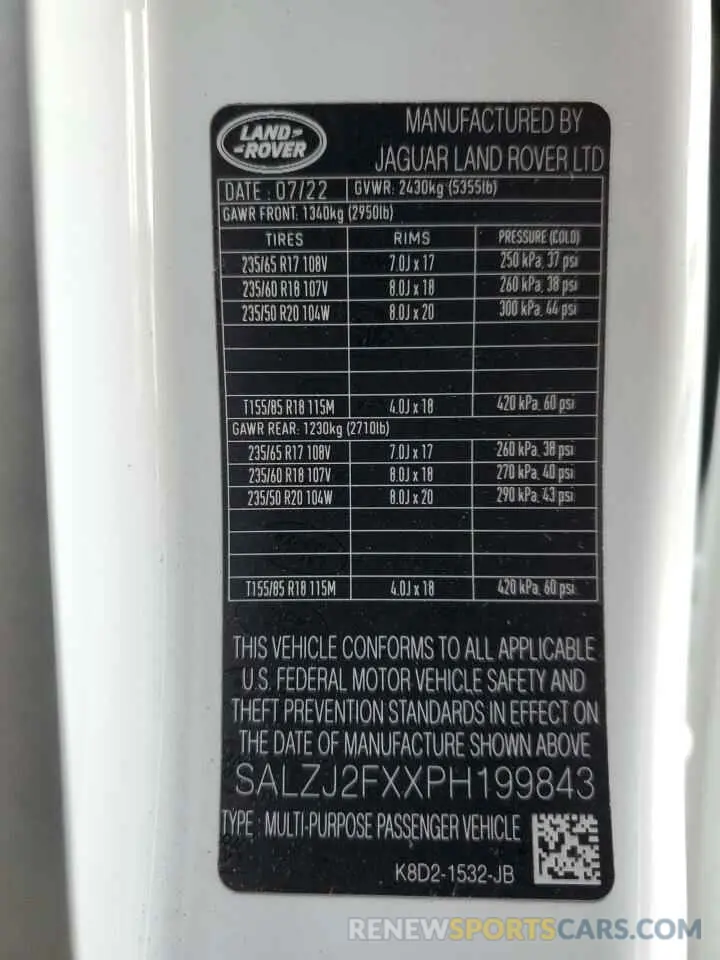 LAND-
-ROVER
MANUFACTURED BY
JAGUAR LAND ROVER LTD
DATE : 07/22 GVWR: 2430kg (5355lb)
GAWR FRONT: 1340kg (2950lb)
TIRES RIMS PRESSURE (COLD)
235/65 R17 108V 7.0J x 17 250 kPa, 37 psi
235/60 R18 107V 8.0J x 18 260 kPa, 38 psi
235/50 R20 104W 8.0J x 20 300 kPa, 44 psi
T155/85 R18 115M 4.0J x 18 420 kPa, 60 psi
GAWR REAR: 1230kg (2710lb)
235/65 R17 108V 7.0J x 17 260 kPa, 38 psi
235/60 R18 107V 8.0J x 18 270 kPa, 40 psi
235/50 R20 104W 8.0J x 20 290 kPa, 43 psi
T155/85 R18 115M 4.0J x 18 420 kPa, 60 psi
THIS VEHICLE CONFORMS TO ALL APPLICABLE
U.S. FEDERAL MOTOR VEHICLE SAFETY AND
THEFT PREVENTION STANDARDS IN EFFECT ON
THE DATE OF MANUFACTURE SHOWN ABOVE
SALZJ2FXXPH199843
TYPE : MULTI-PURPOSE PASSENGER VEHICLE
K8D2-1532-JB
RENEWSPORTSCARS.COM